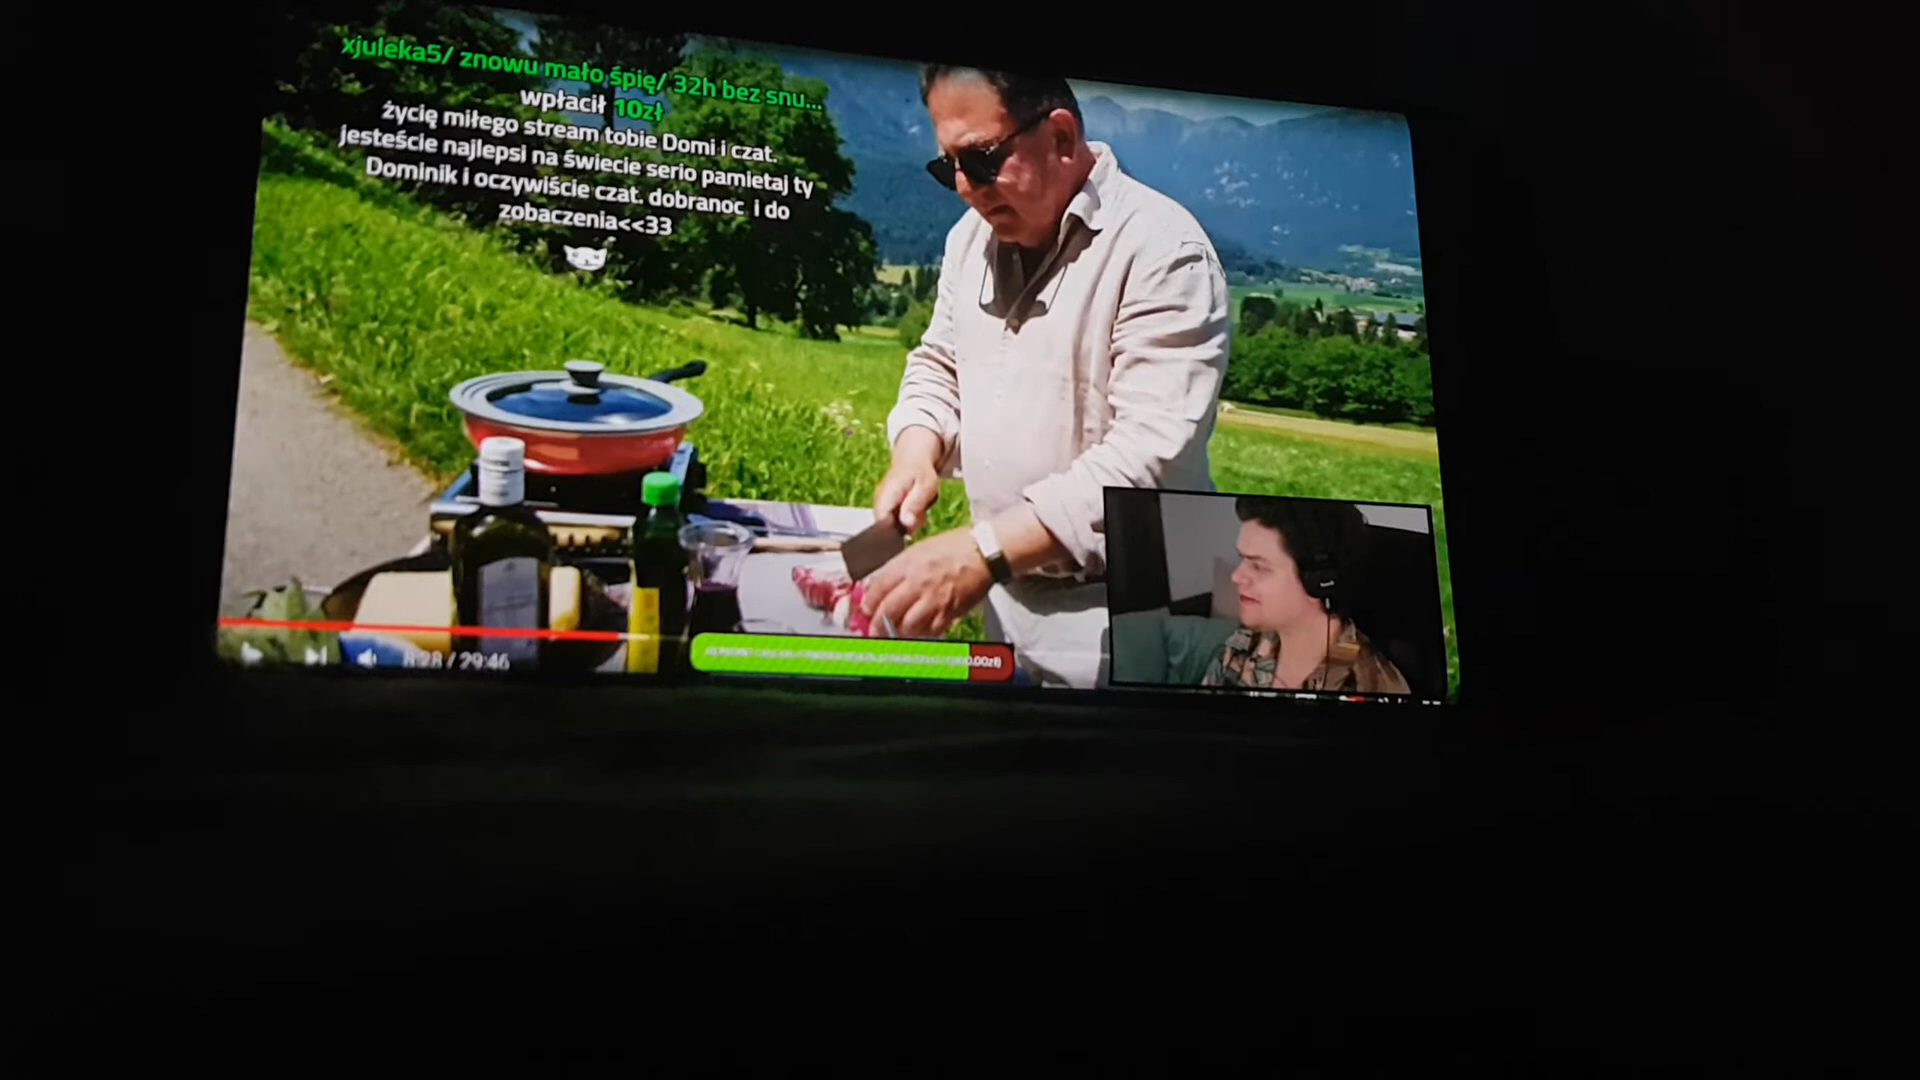 xjuleka5/ znowu mało śpię/ 32h bez snu...
wpłacił 10zł
życię miłego stream tobie Domi i czat.
jesteście najlepsi na świecie serio pamietaj ty
Dominik i oczywiście czat. dobranoc i do
zobaczenia<<33
8:28 / 29:46